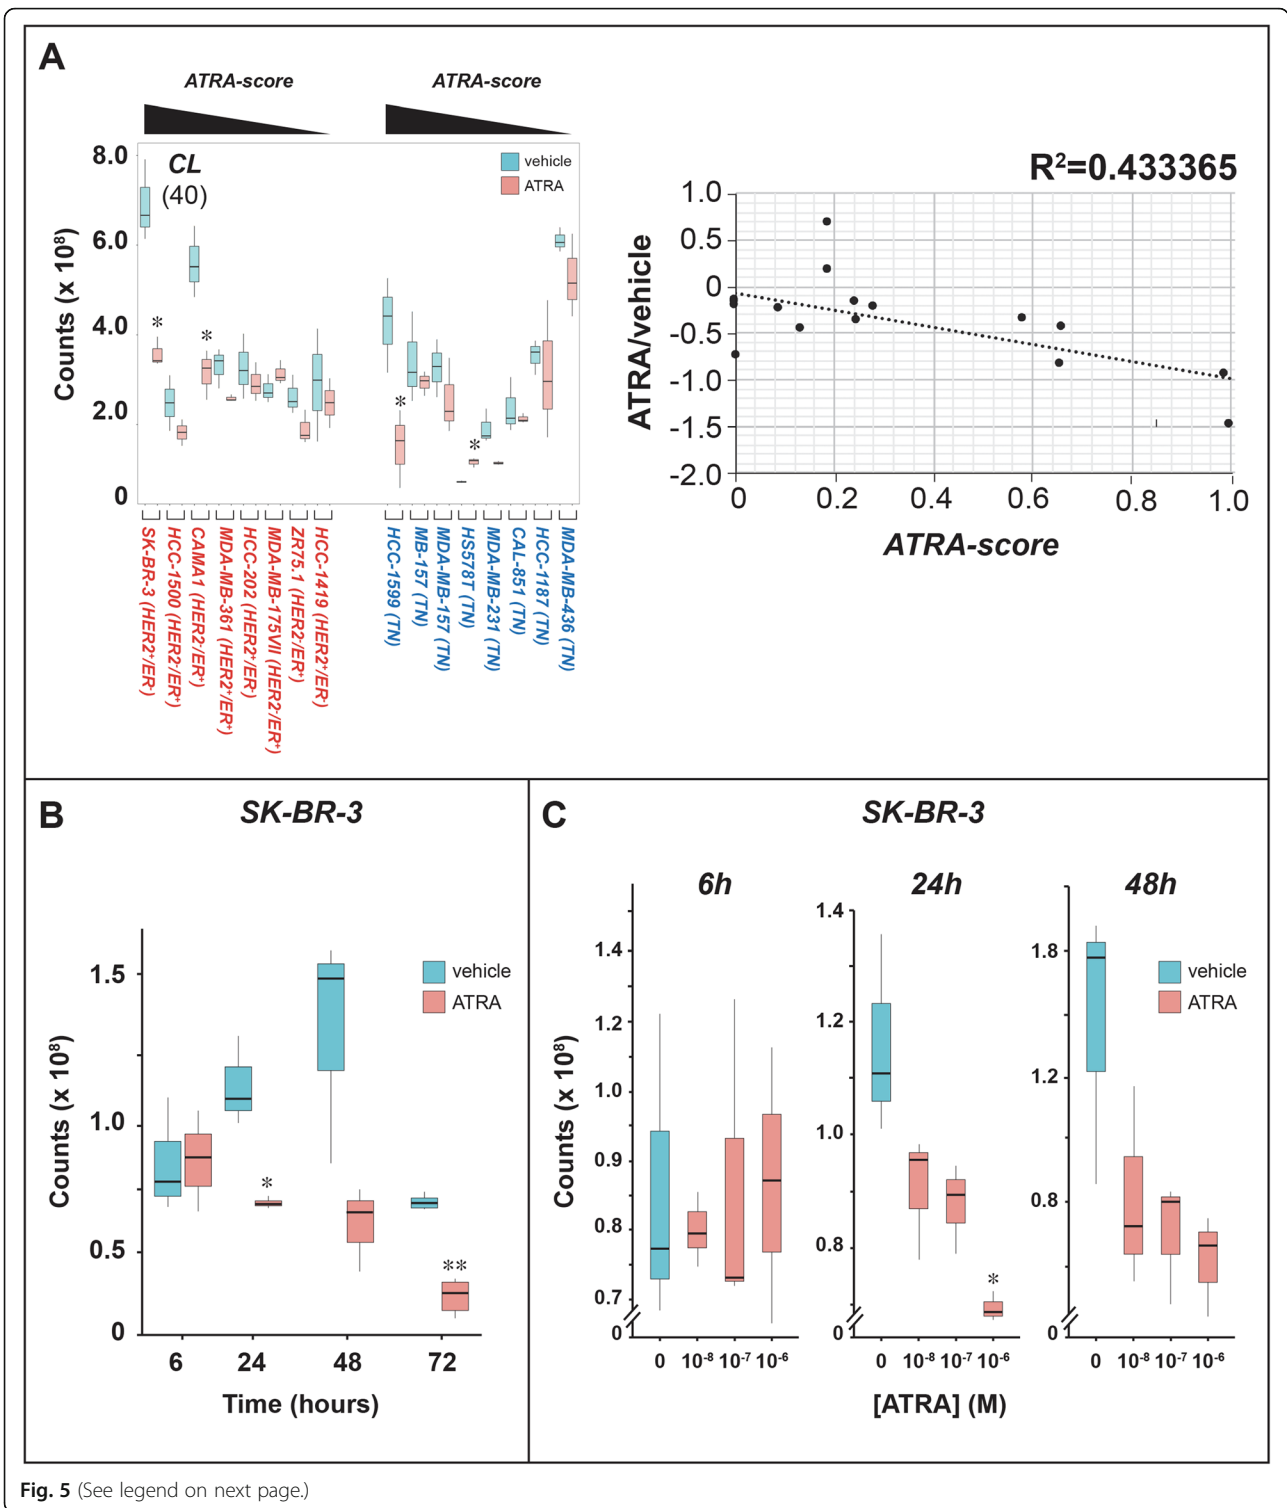 A
ATRA-score
ATRA-score
CL
(40)
vehicle
ATRA
Counts (x 10⁸)
8.0
6.0
4.0
2.0
0
*
*
*
*
SK-BR-3 (HER2⁺/ER⁻)
HCC-1500 (HER2⁻/ER⁺)
CAMA1 (HER2⁻/ER⁺)
MDA-MB-361 (HER2⁺/ER⁺)
HCC-202 (HER2⁺/ER⁻)
MDA-MB-175VII (HER2⁻/ER⁺)
ZR75.1 (HER2⁻/ER⁺)
HCC-1419 (HER2⁺/ER⁻)
HCC-1599 (TN)
MB-157 (TN)
MDA-MB-157 (TN)
HS578T (TN)
MDA-MB-231 (TN)
CAL-851 (TN)
HCC-1187 (TN)
MDA-MB-436 (TN)
R²=0.433365
ATRA/vehicle
1.0
0.5
0
-0.5
-1.0
-1.5
-2.0
0 0.2 0.4 0.6 0.8 1.0
ATRA-score
B
SK-BR-3
vehicle
ATRA
Counts (x 10⁸)
1.5
1.0
0.5
0
*
**
6 24 48 72
Time (hours)
C
SK-BR-3
6h
24h
48h
Counts (x 10⁸)
1.4
1.2
1.0
0.9
0.8
0.7
0
0 10⁻⁸ 10⁻⁷ 10⁻⁶
1.4
1.2
1.0
0.8
0
*
0 10⁻⁸ 10⁻⁷ 10⁻⁶
1.8
1.2
0.8
0
vehicle
ATRA
0 10⁻⁸ 10⁻⁷ 10⁻⁶
[ATRA] (M)
Fig. 5 (See legend on next page.)